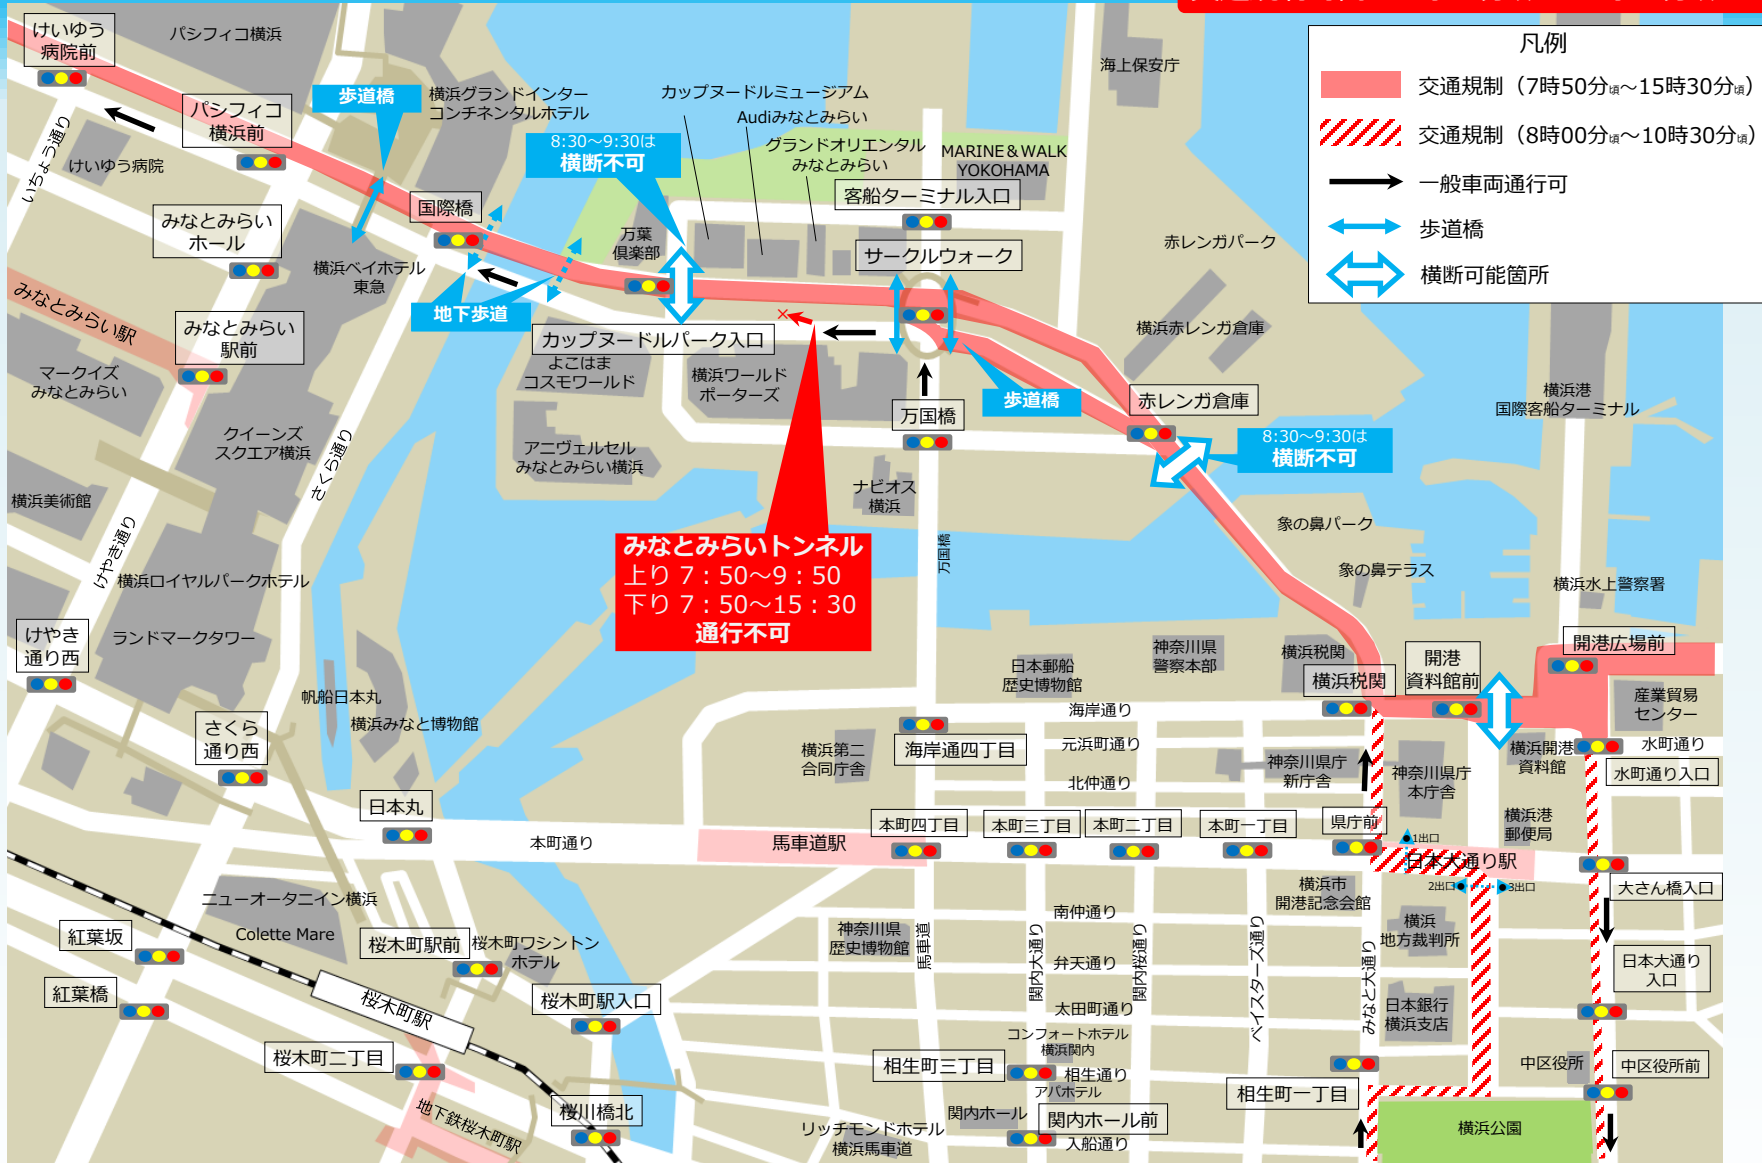 凡例
交通規制（7時50分頃～15時30分頃）
交通規制（8時00分頃～10時30分頃）
一般車両通行可
歩道橋
横断可能箇所
けいゆう
病院前
パシフィコ横浜
歩道橋
横浜グランドインター
コンチネンタルホテル
パシフィコ
横浜前
けいゆう病院
いちょう通り
カップヌードルミュージアム
Audiみなとみらい
グランドオリエンタル
みなとみらい
8:30～9:30は
横断不可
MARINE＆WALK
YOKOHAMA
海上保安庁
客船ターミナル入口
サークルウォーク
赤レンガパーク
みなとみらい
ホール
国際橋
万葉
倶楽部
横浜ベイホテル
東急
地下歩道
みなとみらい駅
みなとみらい
駅前
カップヌードルパーク入口
よこはま
コスモワールド
横浜ワールド
ポーターズ
横浜赤レンガ倉庫
歩道橋
赤レンガ倉庫
万国橋
8:30～9:30は
横断不可
横浜港
国際客船ターミナル
マークイズ
みなとみらい
クイーンズ
スクエア横浜
さくら通り
アニヴェルセル
みなとみらい横浜
ナビオス
横浜
横浜美術館
けやき通り
横浜ロイヤルパークホテル
みなとみらいトンネル
上り 7：50～9：50
下り 7：50～15：30
通行不可
万国橋
象の鼻パーク
象の鼻テラス
横浜水上警察署
けやき
通り西
ランドマークタワー
帆船日本丸
横浜みなと博物館
さくら
通り西
日本郵船
歴史博物館
神奈川県
警察本部
横浜税関
横浜税関
開港
資料館前
開港広場前
産業貿易
センター
海岸通り
海岸通四丁目
元浜町通り
横浜第二
合同庁舎
北仲通り
神奈川県庁
新庁舎
神奈川県庁
本庁舎
横浜開港
資料館
水町通り
水町通り入口
日本丸
本町通り
馬車道駅
本町四丁目
本町三丁目
本町二丁目
本町一丁目
県庁前
横浜港
郵便局
1出口
日本大通り駅
2出口
3出口
大さん橋入口
ニューオータニイン横浜
Colette Mare
紅葉坂
紅葉橋
桜木町駅前
桜木町ワシントン
ホテル
桜木町駅
桜木町駅入口
桜木町二丁目
地下鉄桜木町駅
桜川橋北
神奈川県
歴史博物館
馬車道
南仲通り
関内大通り
弁天通り
関内桜通り
太田町通り
ベイスターズ通り
みなと大通り
横浜市
開港記念会館
横浜
地方裁判所
日本大通り
入口
日本銀行
横浜支店
コンフォートホテル
横浜関内
相生町三丁目
相生通り
アパホテル
関内ホール
関内ホール前
リッチモンドホテル
横浜馬車道
入船通り
相生町一丁目
中区役所
中区役所前
横浜公園